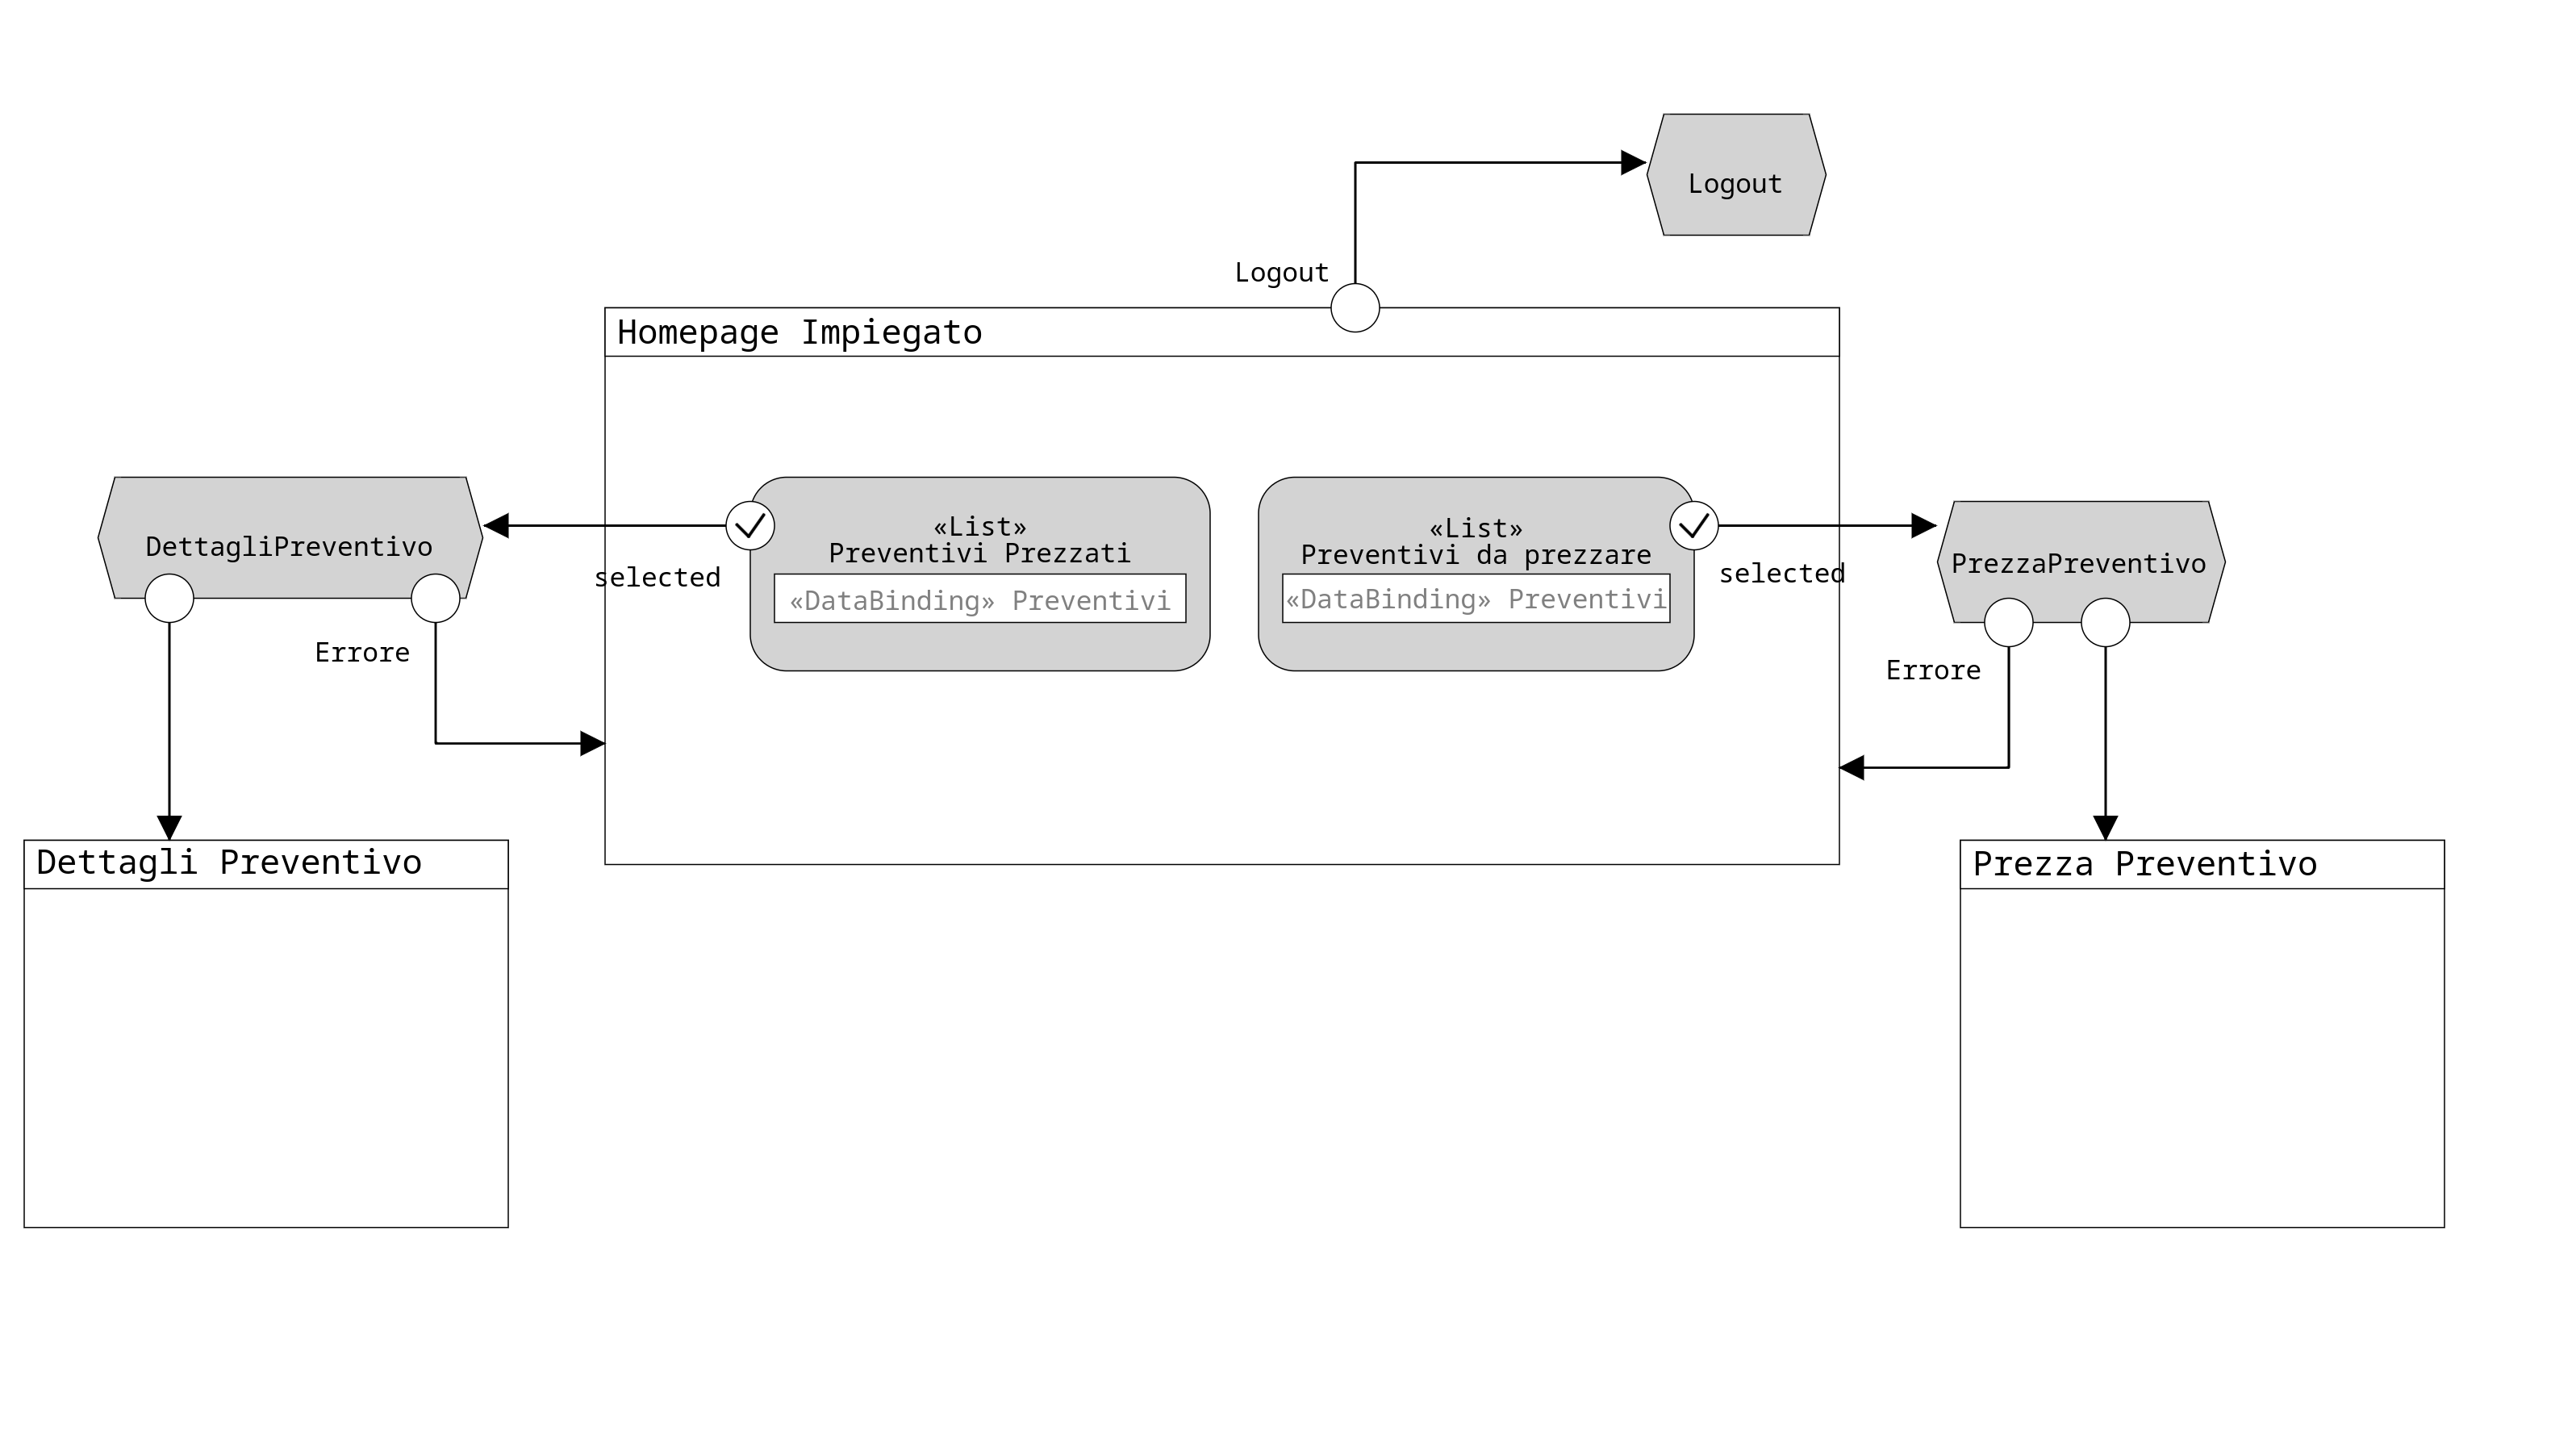 Logout
Logout
Homepage Impiegato
«List»
Preventivi Prezzati
«DataBinding» Preventivi
«List»
Preventivi da prezzare
«DataBinding» Preventivi
DettagliPreventivo
selected
selected
PrezzaPreventivo
Errore
Errore
Dettagli Preventivo
Prezza Preventivo